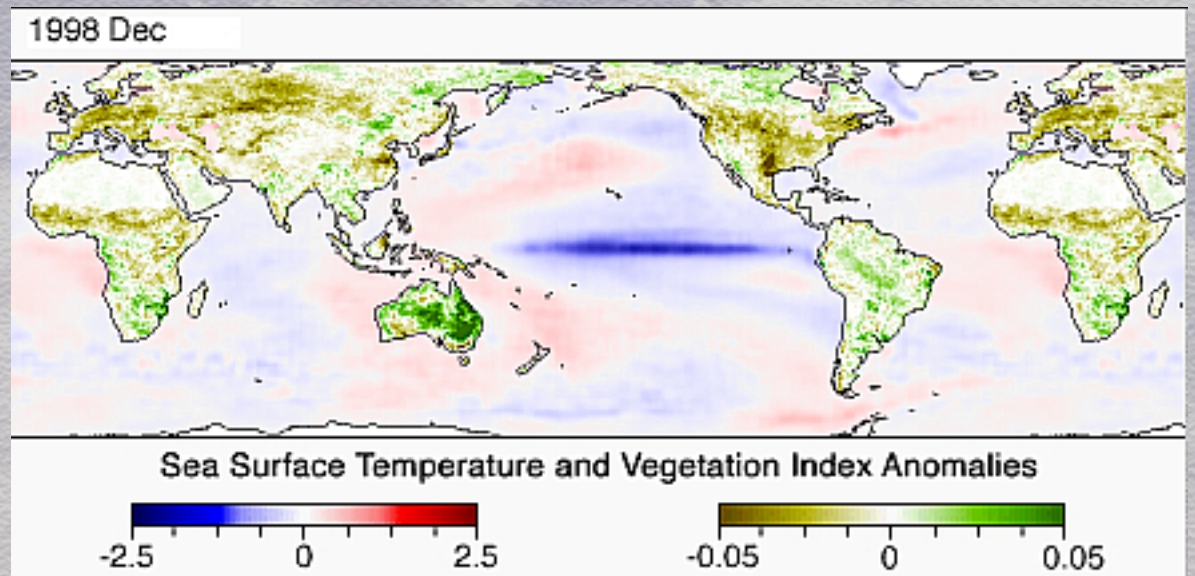 1998 Dec
Sea Surface Temperature and Vegetation Index Anomalies
-2.5 0 2.5 -0.05 0 0.05